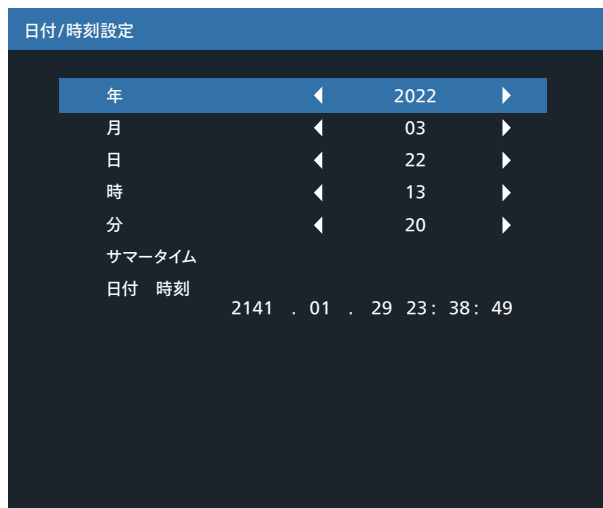 日付/時刻設定
年 2022
月 03
日 22
時 13
分 20
サマータイム
日付 時刻
2141 . 01 . 29 23: 38: 49